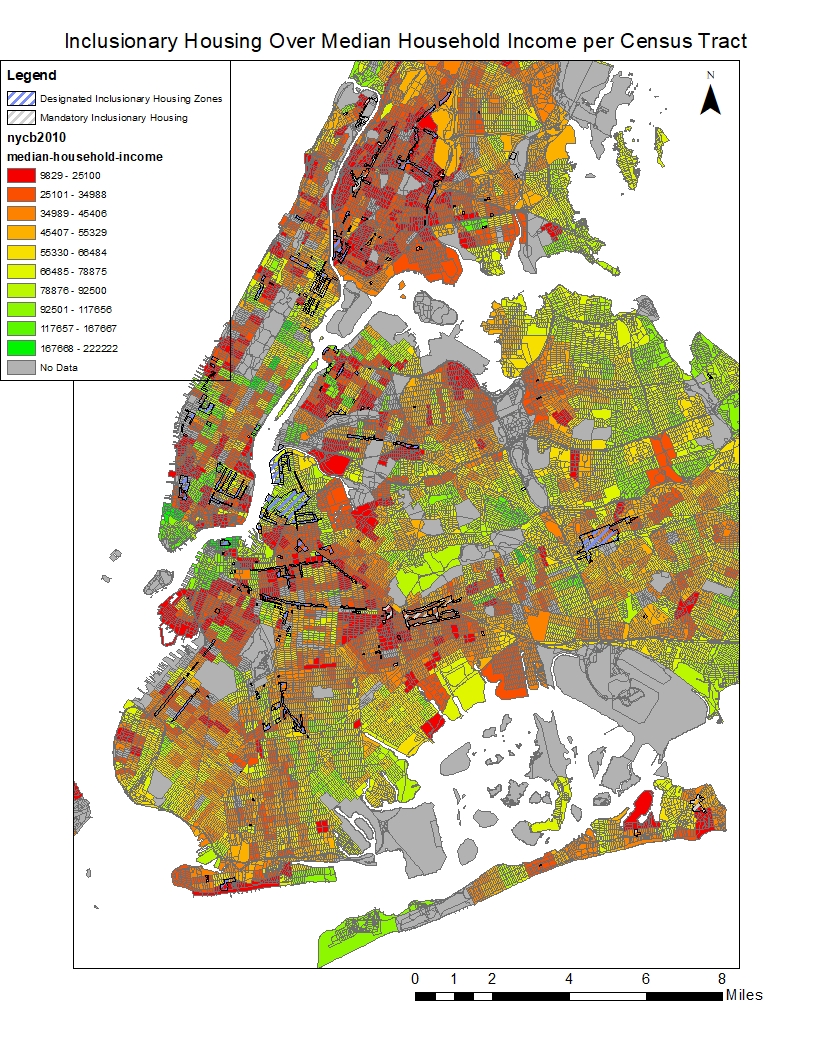 Inclusionary Housing Over Median Household Income per Census Tract
Legend
Designated Inclusionary Housing Zones
Mandatory Inclusionary Housing
nycb2010
median-household-income
9829 - 25100
25101 - 34988
34989 - 45406
45407 - 55329
55330 - 66484
66485 - 78875
78876 - 92500
92501 - 117656
117657 - 167667
167668 - 222222
No Data
N
0 1 2 4 6 8
Miles